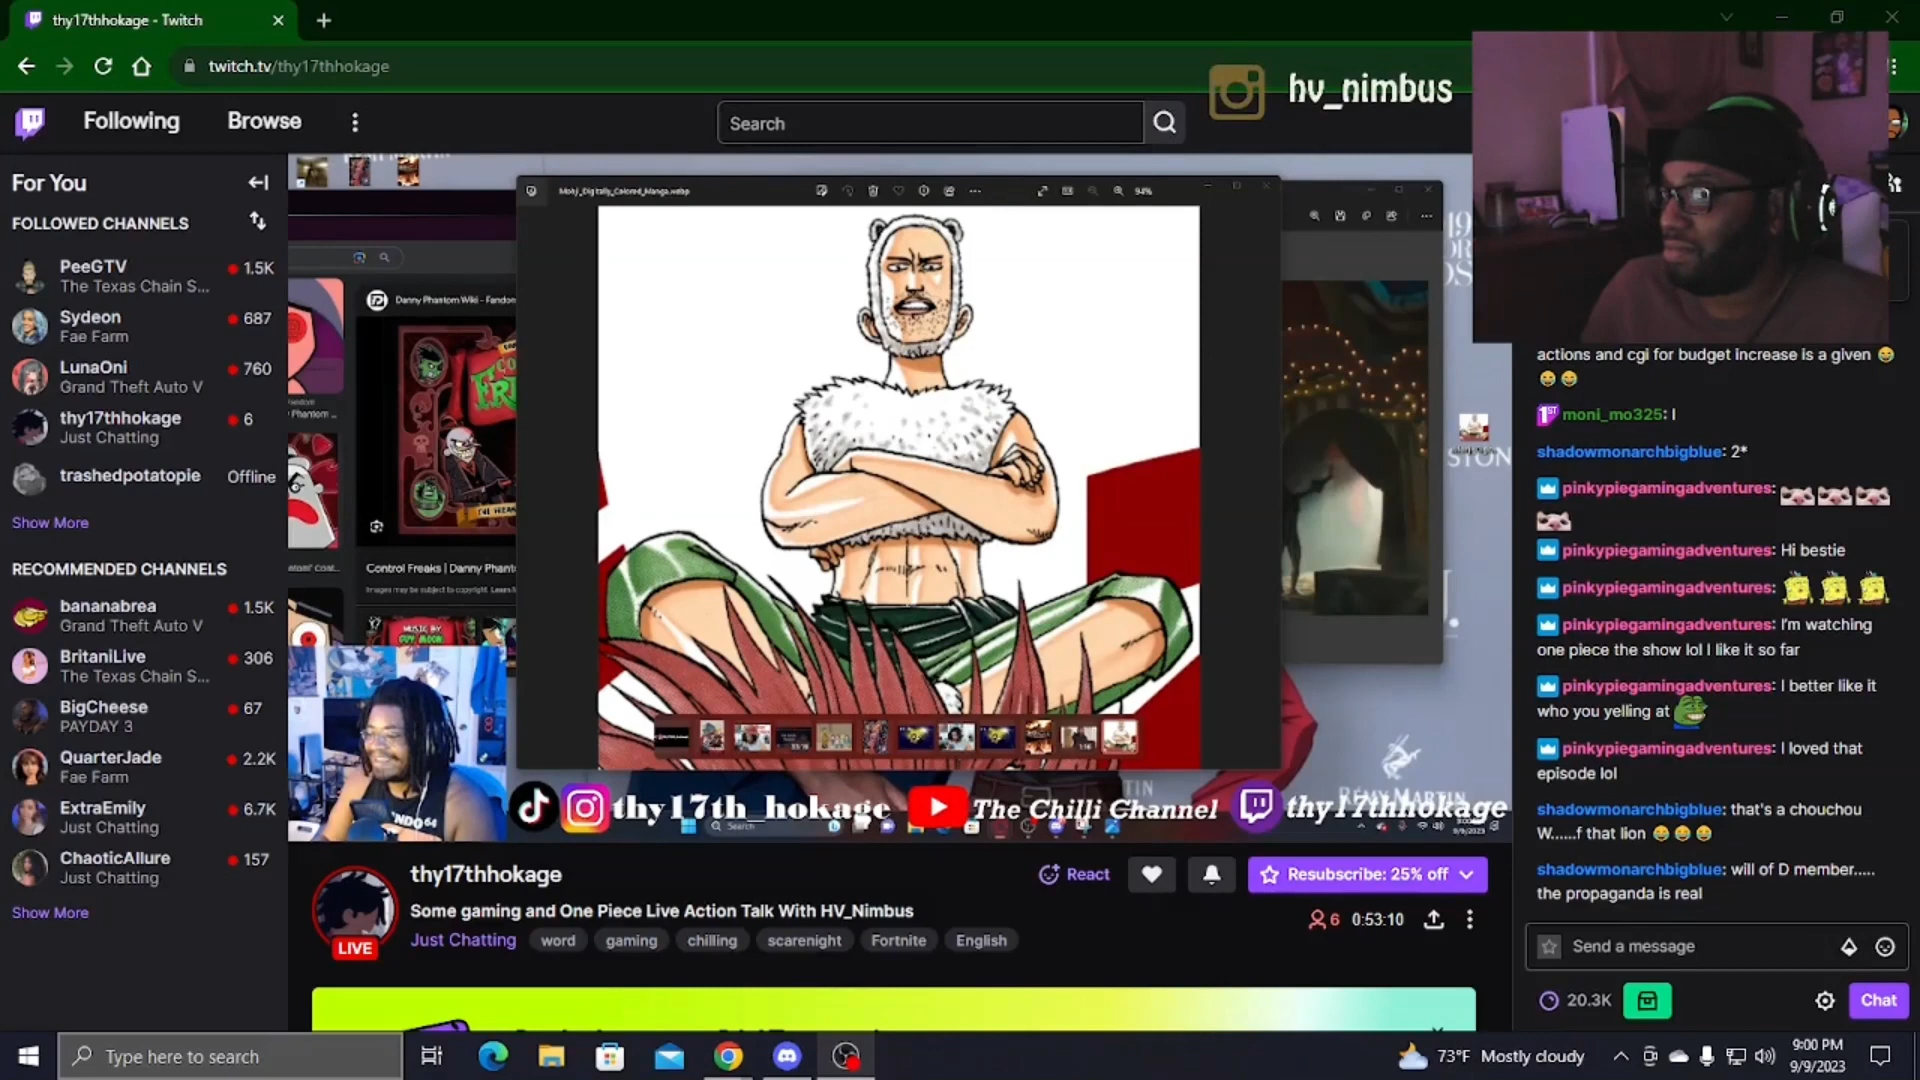 thy17thhokage - Twitch
twitch.tv/thy17thhokage
hv_nimbus
Following
Browse
Search
For You
FOLLOWED CHANNELS
PeeGTV
1.5K
The Texas Chain S...
Sydeon
687
Fae Farm
LunaOni
760
Grand Theft Auto V
thy17thhokage
6
Just Chatting
trashedpotatopie
Offline
Show More
RECOMMENDED CHANNELS
bananabrea
1.5K
Grand Theft Auto V
BritaniLive
306
The Texas Chain S...
BigCheese
67
PAYDAY 3
QuarterJade
2.2K
Fae Farm
ExtraEmily
6.7K
Just Chatting
ChaoticAllure
157
Just Chatting
Show More
Mohji_Digitally_Colored_Manga.webp
94%
Danny Phantom Wiki - Fandom
Control Freaks | Danny Phant
STON
thy17th_hokage
The Chilli Channel
thy17thhokage
Search
thy17thhokage
LIVE
Some gaming and One Piece Live Action Talk With HV_Nimbus
Just Chatting
word
gaming
chilling
scarenight
Fortnite
English
React
Resubscribe: 25% off
6
0:53:10
actions and cgi for budget increase is a given
moni_mo325: I
shadowmonarchbigblue: 2*
pinkypiegamingadventures:
pinkypiegamingadventures: Hi bestie
pinkypiegamingadventures:
pinkypiegamingadventures: I'm watching
one piece the show lol I like it so far
pinkypiegamingadventures: I better like it
who you yelling at
pinkypiegamingadventures: I loved that
episode lol
shadowmonarchbigblue: that's a chouchou
W......f that lion
shadowmonarchbigblue: will of D member.....
the propaganda is real
Send a message
20.3K
Chat
Type here to search
73°F Mostly cloudy
9:00 PM
9/9/2023